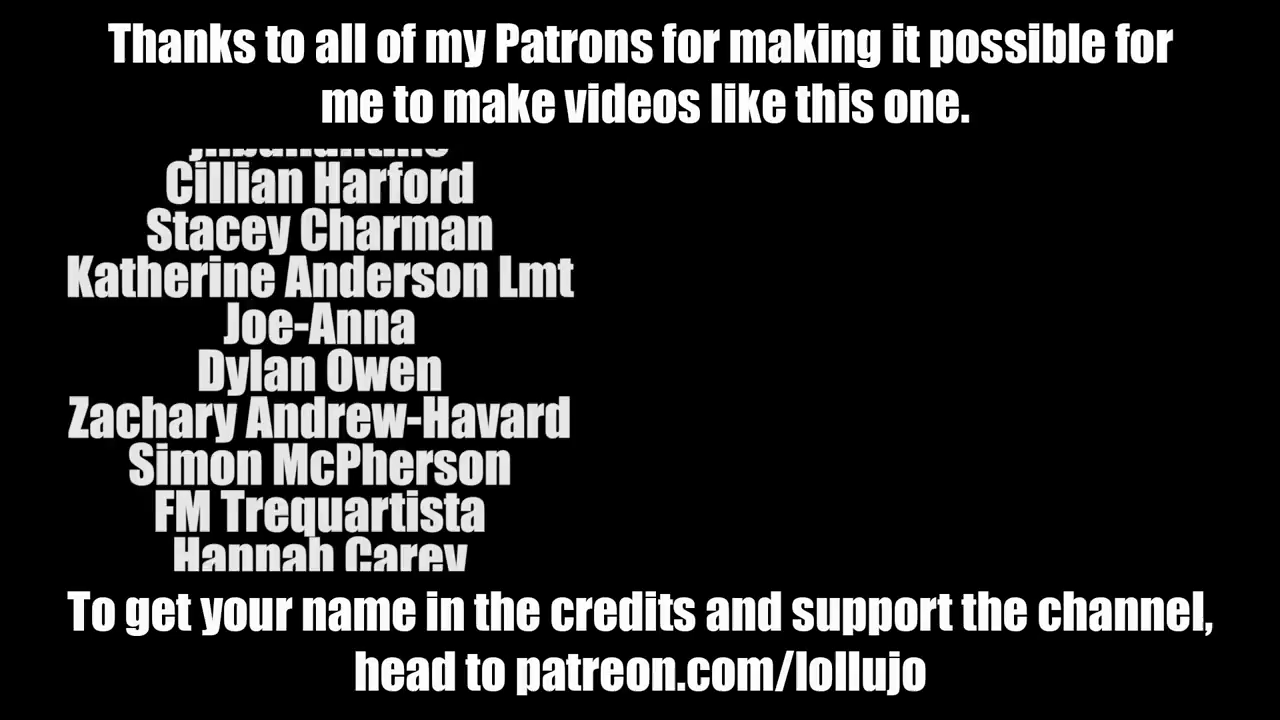 Thanks to all of my Patrons for making it possible for
me to make videos like this one.
Cillian Harford
Stacey Charman
Katherine Anderson Lmt
Joe-Anna
Dylan Owen
Zachary Andrew-Havard
Simon McPherson
FM Trequartista
Hannah Carey
To get your name in the credits and support the channel,
head to patreon.com/lollujo